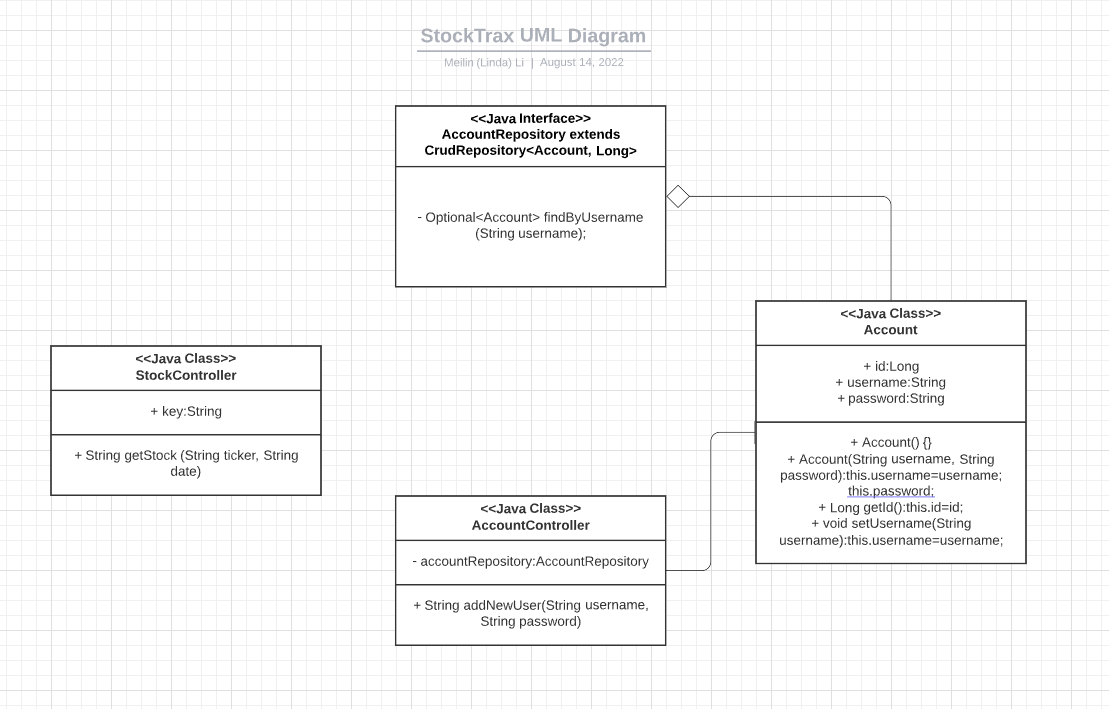 StockTrax UML Diagram
Meilin (Linda) Li | August 14, 2022
<<Java Interface>>
AccountRepository extends
CrudRepository<Account, Long>
- Optional<Account> findByUsername
(String username);
<<Java Class>>
Account
+ id:Long
+ username:String
+ password:String
+ Account() {}
+ Account(String username, String
password):this.username=username;
this.password;
+ Long getId():this.id=id;
+ void setUsername(String
username):this.username=username;
<<Java Class>>
StockController
+ key:String
+ String getStock (String ticker, String
date)
<<Java Class>>
AccountController
- accountRepository:AccountRepository
+ String addNewUser(String username,
String password)